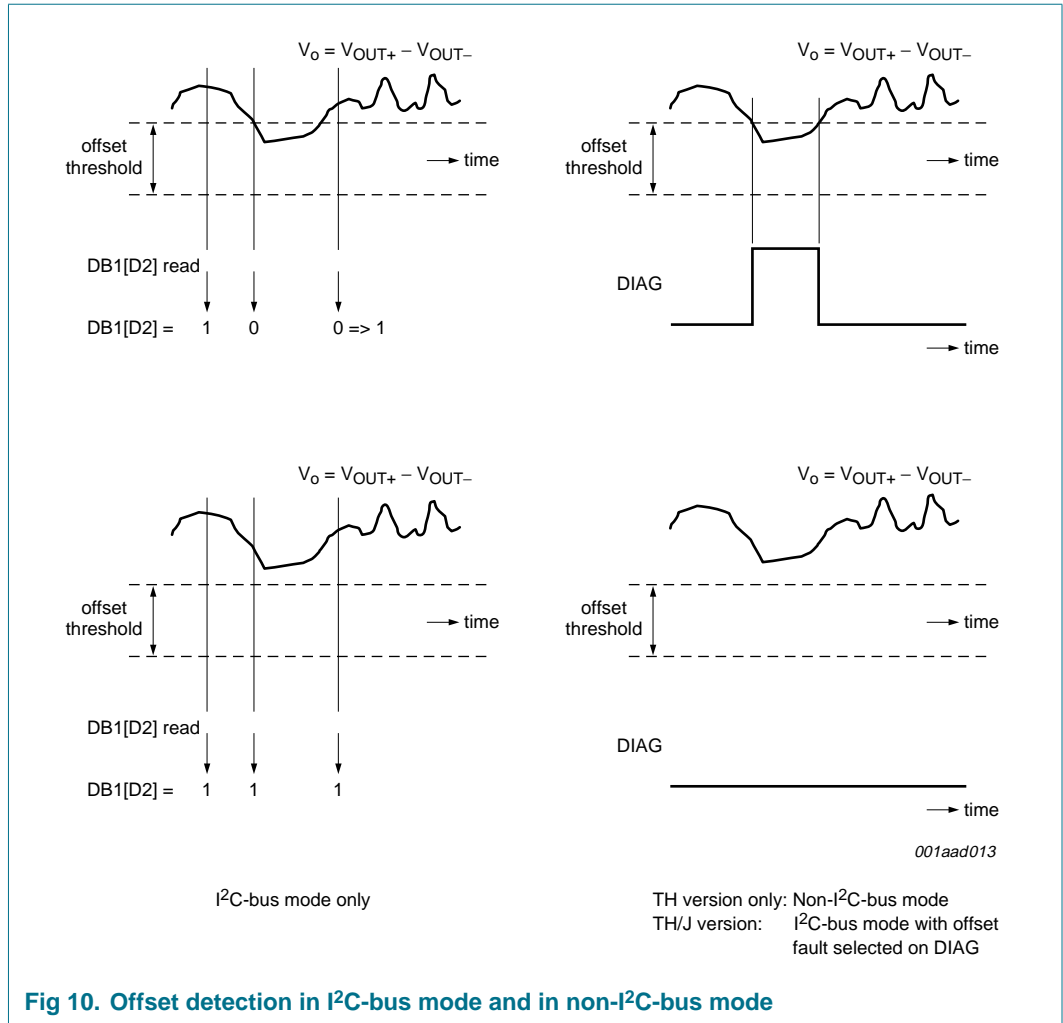 Vo = VOUT+ − VOUT−
offset
threshold
time
DB1[D2] read
DB1[D2] = 1 0 0 => 1
Vo = VOUT+ − VOUT−
offset
threshold
time
DIAG
time
Vo = VOUT+ − VOUT−
offset
threshold
time
DB1[D2] read
DB1[D2] = 1 1 1
I2C-bus mode only
Vo = VOUT+ − VOUT−
offset
threshold
time
DIAG
time
001aad013
TH version only: Non-I2C-bus mode
TH/J version: I2C-bus mode with offset
fault selected on DIAG
Fig 10. Offset detection in I2C-bus mode and in non-I2C-bus mode